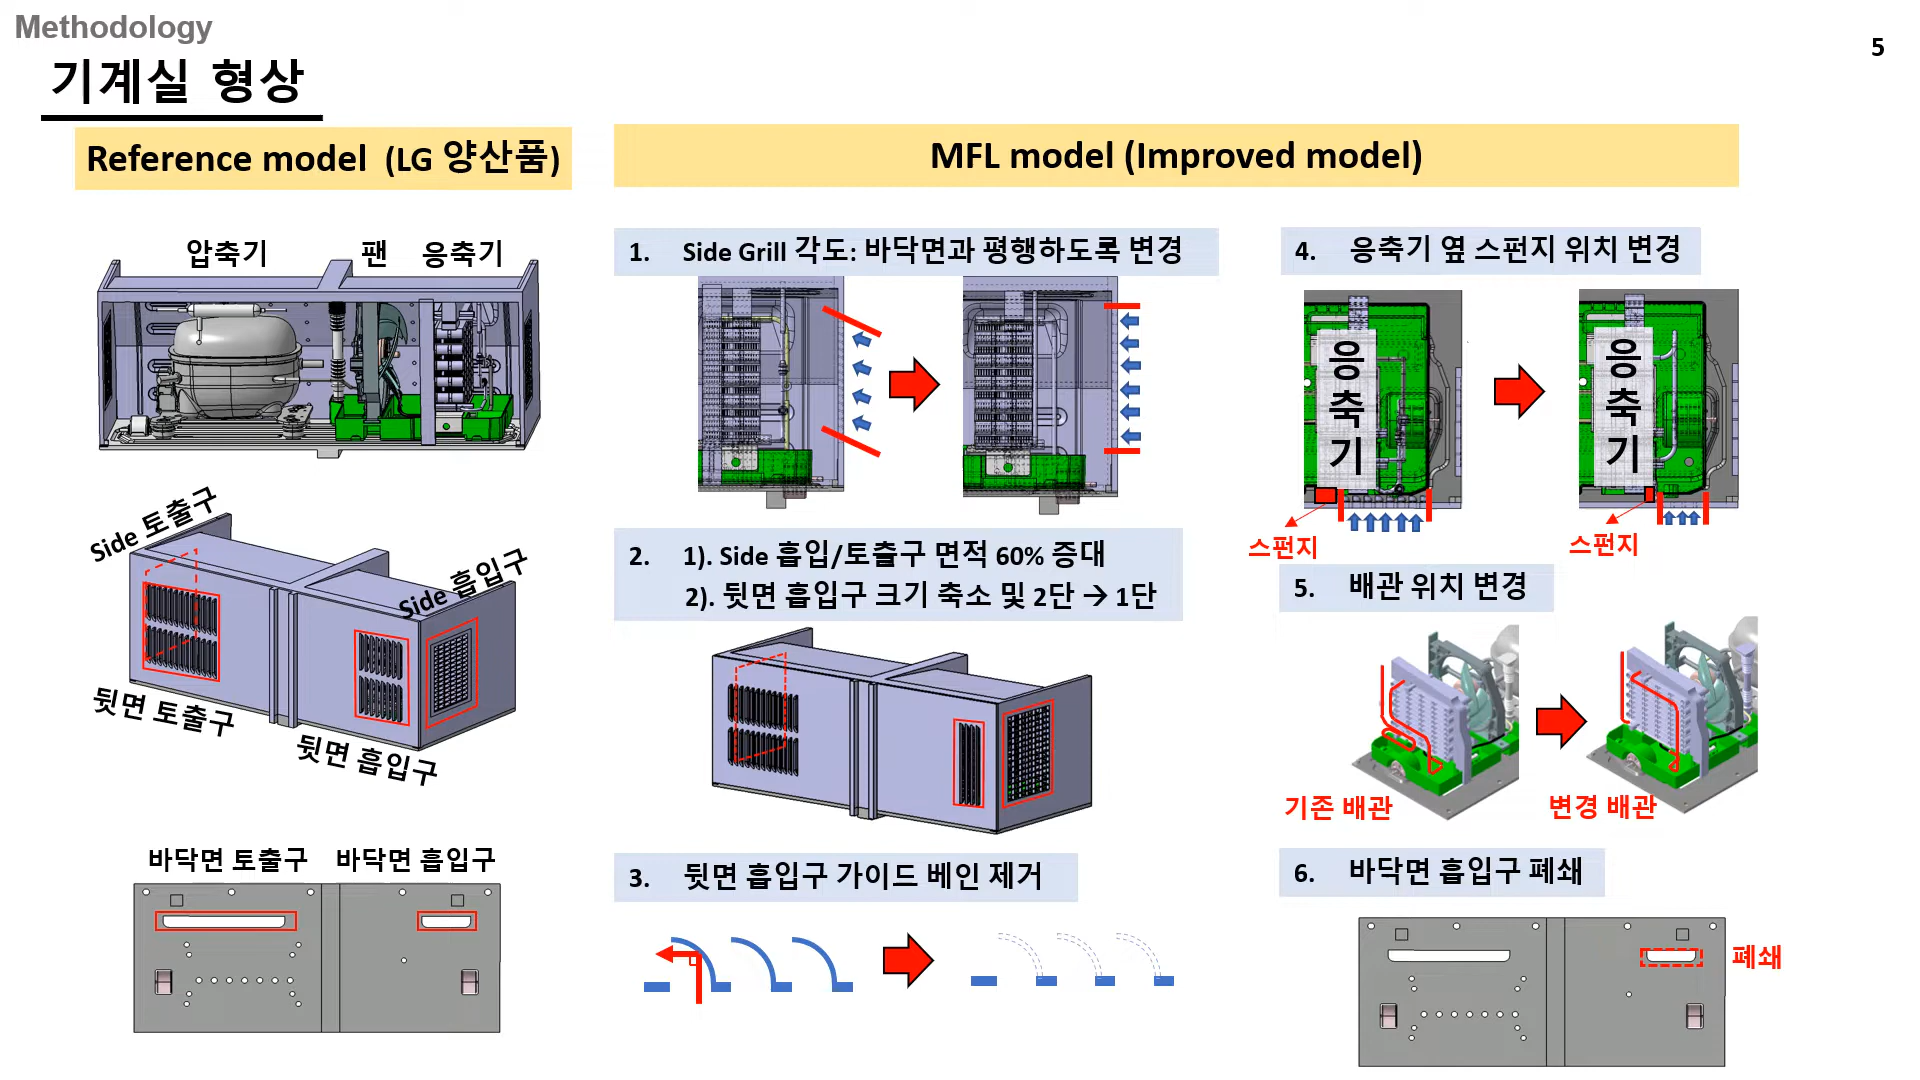 Methodology
5
기계실 형상
Reference model (LG 양산품)
MFL model (Improved model)
압축기 팬 응축기
Side 토출구
Side 흡입구
뒷면 토출구
뒷면 흡입구
바닥면 토출구 바닥면 흡입구
1. Side Grill 각도: 바닥면과 평행하도록 변경
2. 1). Side 흡입/토출구 면적 60% 증대
2). 뒷면 흡입구 크기 축소 및 2단 → 1단
3. 뒷면 흡입구 가이드 베인 제거
4. 응축기 옆 스펀지 위치 변경
응축기
응축기
스펀지
스펀지
5. 배관 위치 변경
기존 배관
변경 배관
6. 바닥면 흡입구 폐쇄
폐쇄